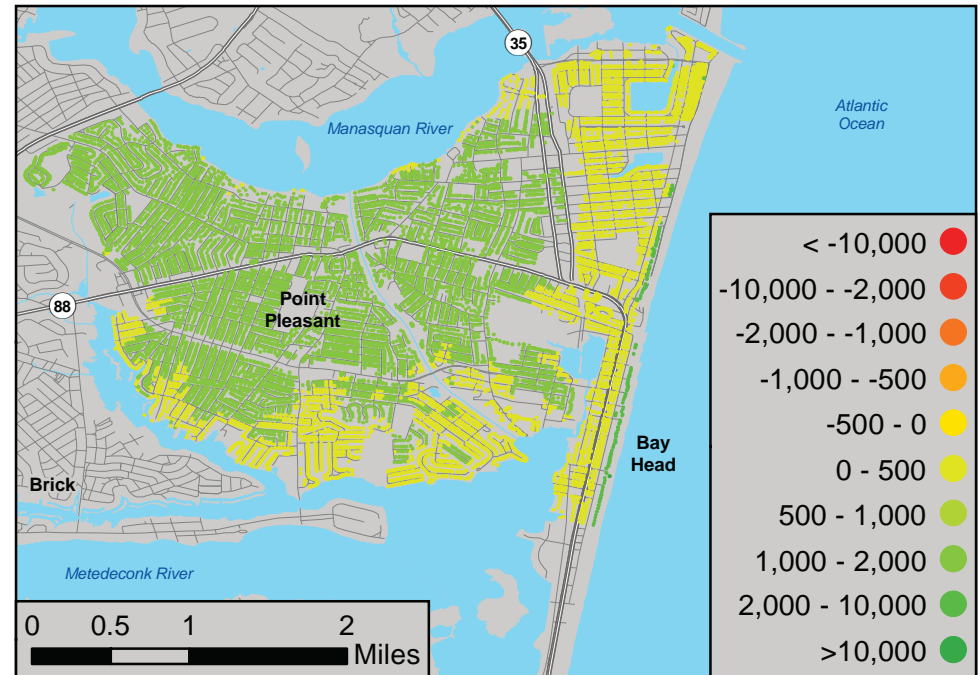 35
Manasquan River
Atlantic
Ocean
88
Point
Pleasant
Bay
Head
Brick
Metedeconk River
0 0.5 1 2
Miles
< -10,000
-10,000 - -2,000
-2,000 - -1,000
-1,000 - -500
-500 - 0
0 - 500
500 - 1,000
1,000 - 2,000
2,000 - 10,000
>10,000